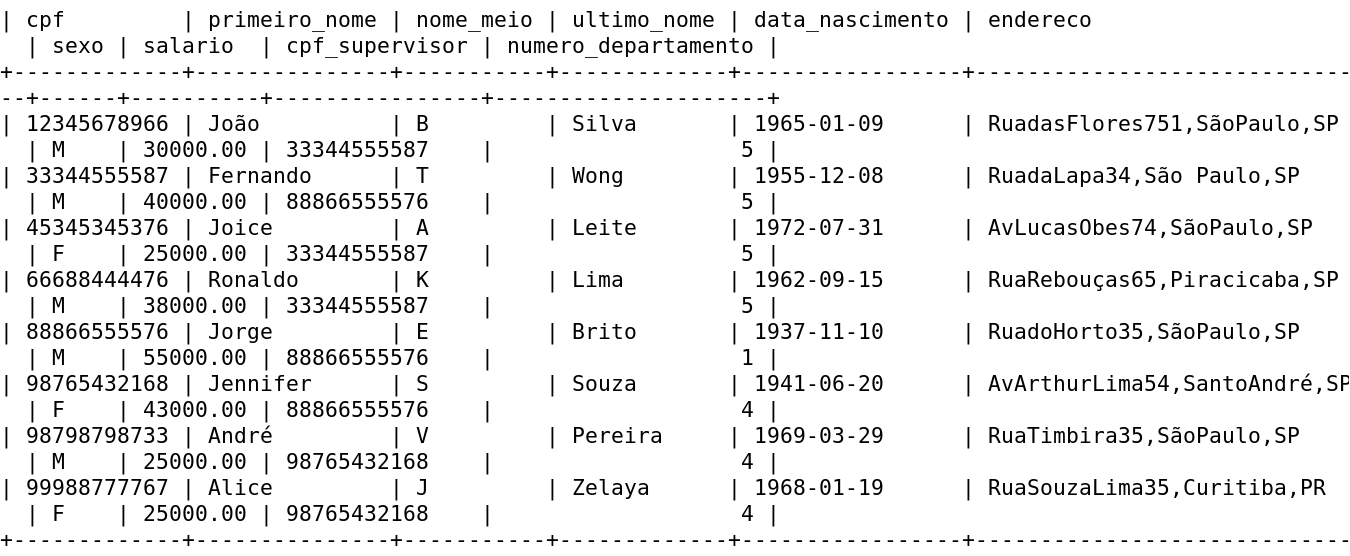 | cpf         | primeiro_nome | nome_meio | ultimo_nome | data_nascimento | endereco
  | sexo | salario  | cpf_supervisor | numero_departamento |
+-------------+---------------+-----------+-------------+-----------------+-----------------------------
--+------+----------+----------------+---------------------+
| 12345678966 | João          | B         | Silva       | 1965-01-09      | RuadasFlores751,SãoPaulo,SP
  | M    | 30000.00 | 33344555587    |                   5 |
| 33344555587 | Fernando      | T         | Wong        | 1955-12-08      | RuadaLapa34,São Paulo,SP
  | M    | 40000.00 | 88866555576    |                   5 |
| 45345345376 | Joice         | A         | Leite       | 1972-07-31      | AvLucasObes74,SãoPaulo,SP
  | F    | 25000.00 | 33344555587    |                   5 |
| 66688444476 | Ronaldo       | K         | Lima        | 1962-09-15      | RuaRebouças65,Piracicaba,SP
  | M    | 38000.00 | 33344555587    |                   5 |
| 88866555576 | Jorge         | E         | Brito       | 1937-11-10      | RuadoHorto35,SãoPaulo,SP
  | M    | 55000.00 | 88866555576    |                   1 |
| 98765432168 | Jennifer      | S         | Souza       | 1941-06-20      | AvArthurLima54,SantoAndré,SP
  | F    | 43000.00 | 88866555576    |                   4 |
| 98798798733 | André         | V         | Pereira     | 1969-03-29      | RuaTimbira35,SãoPaulo,SP
  | M    | 25000.00 | 98765432168    |                   4 |
| 99988777767 | Alice         | J         | Zelaya      | 1968-01-19      | RuaSouzaLima35,Curitiba,PR
  | F    | 25000.00 | 98765432168    |                   4 |
+-------------+---------------+-----------+-------------+-----------------+-----------------------------